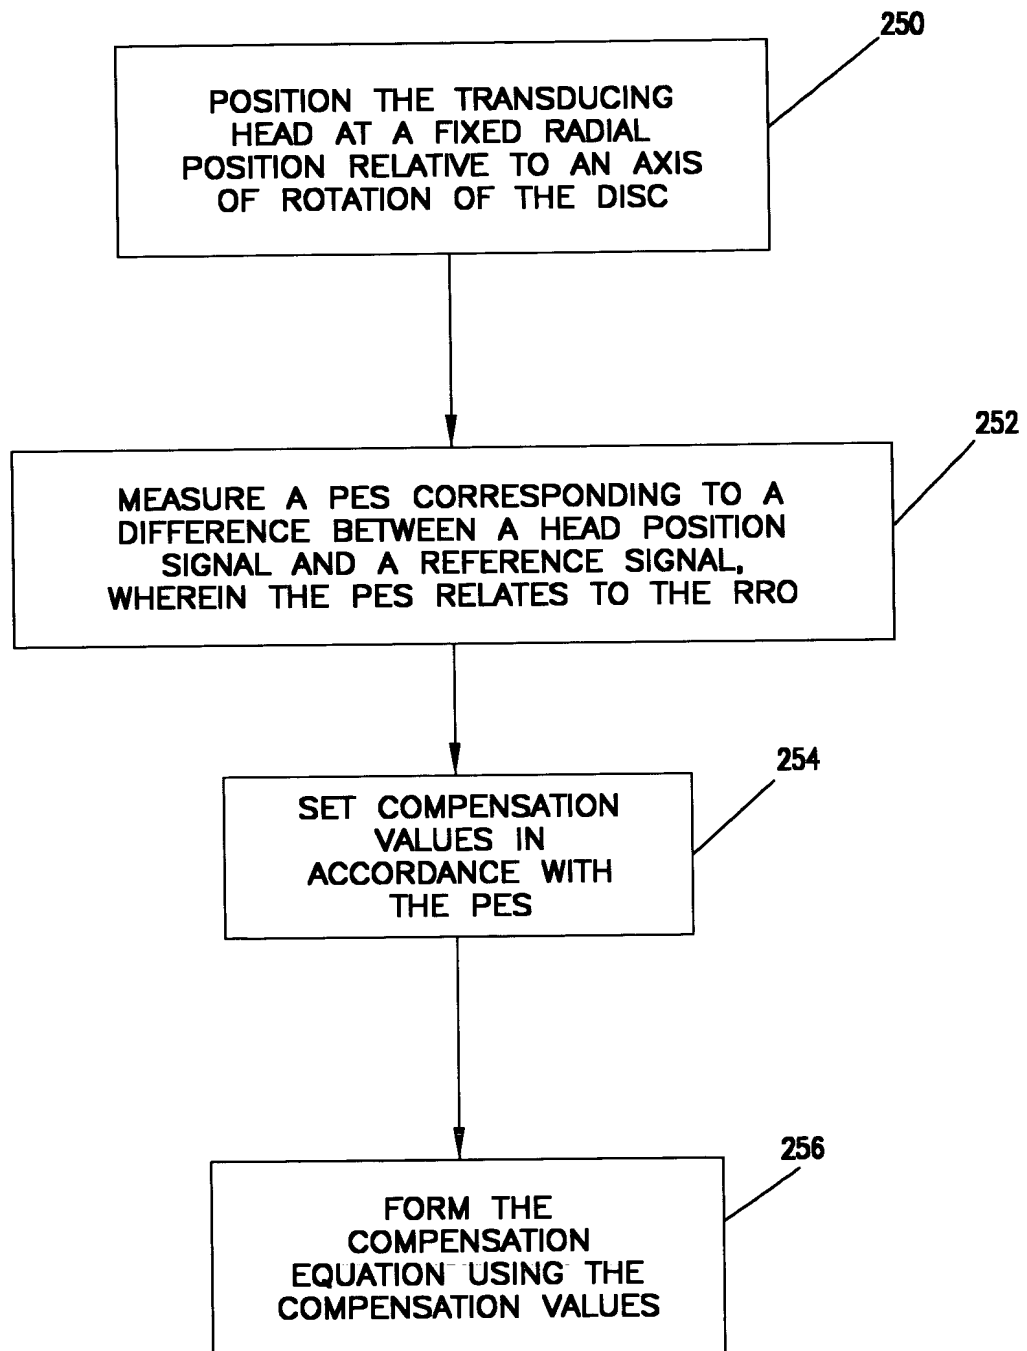 250
POSITION THE TRANSDUCING
HEAD AT A FIXED RADIAL
POSITION RELATIVE TO AN AXIS
OF ROTATION OF THE DISC
252
MEASURE A PES CORRESPONDING TO A
DIFFERENCE BETWEEN A HEAD POSITION
SIGNAL AND A REFERENCE SIGNAL,
WHEREIN THE PES RELATES TO THE RRO
254
SET COMPENSATION
VALUES IN
ACCORDANCE WITH
THE PES
256
FORM THE
COMPENSATION
EQUATION USING THE
COMPENSATION VALUES